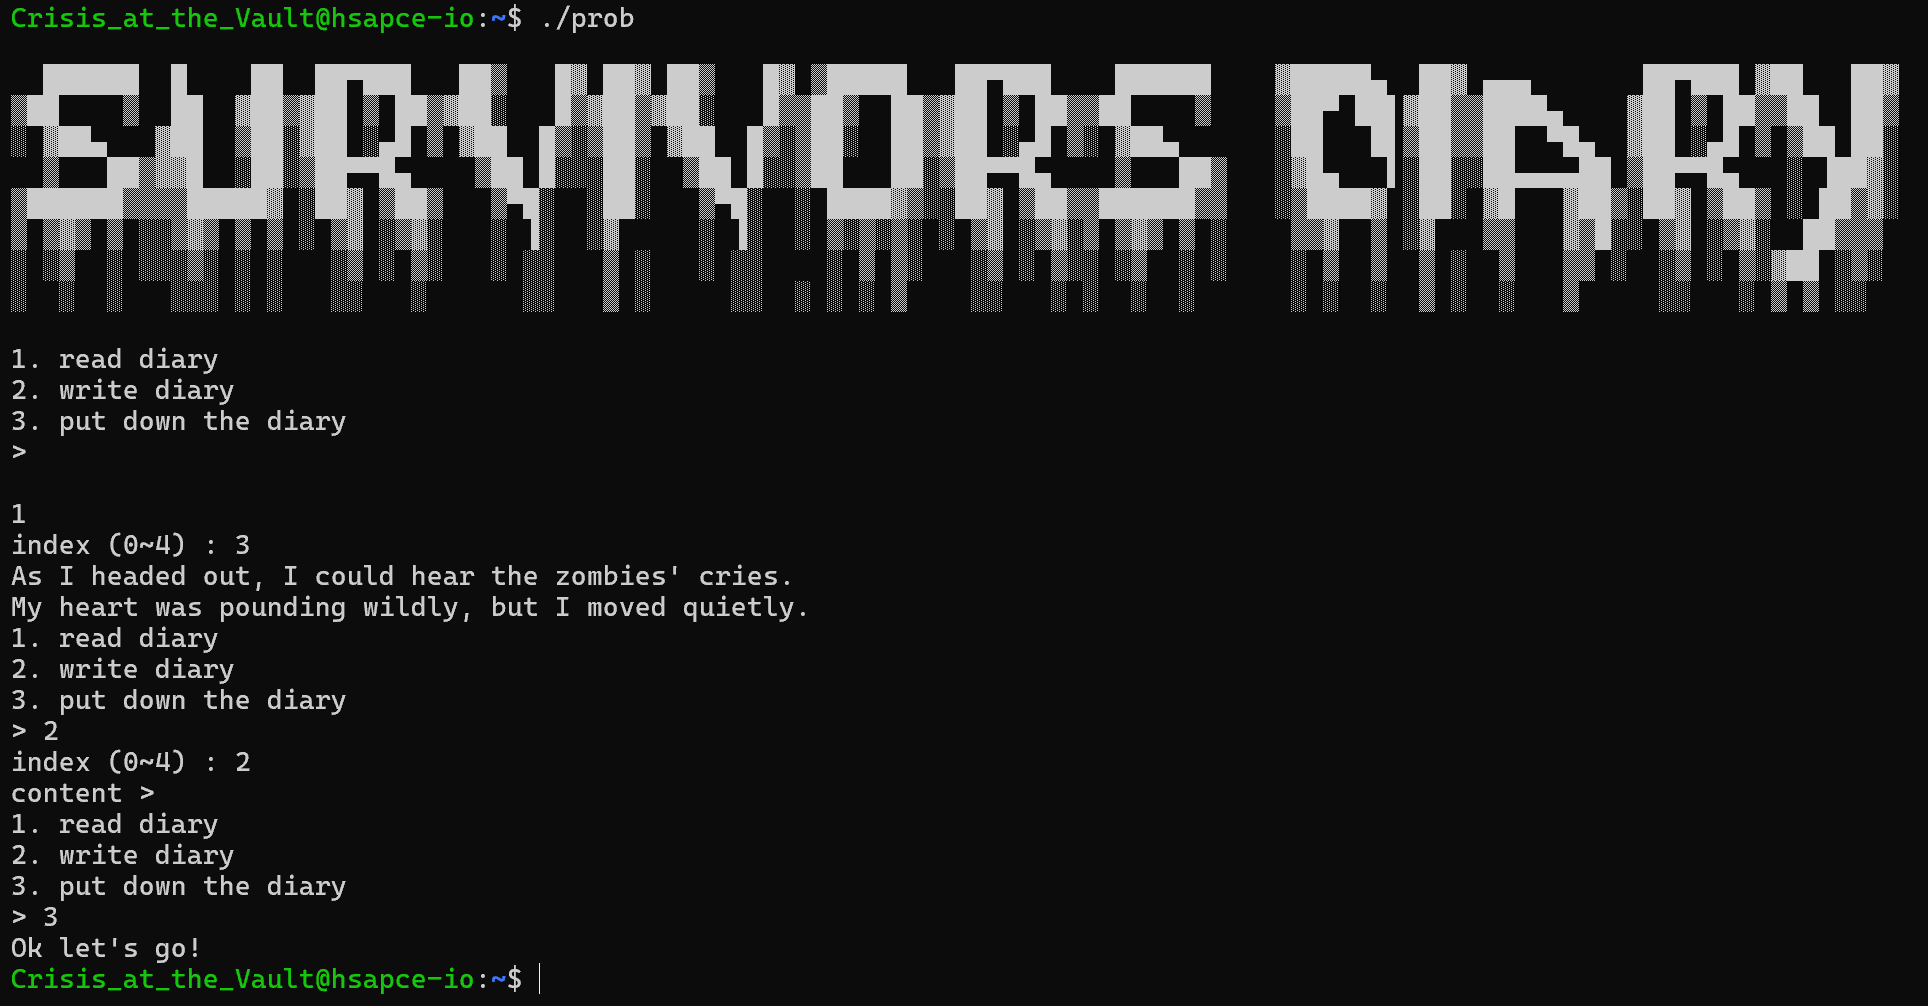 Crisis_at_the_Vault@hsapce-io:~$ ./prob
SURVIVORS DIARY
1. read diary
2. write diary
3. put down the diary
>
1
index (0~4) : 3
As I headed out, I could hear the zombies' cries.
My heart was pounding wildly, but I moved quietly.
1. read diary
2. write diary
3. put down the diary
> 2
index (0~4) : 2
content >
1. read diary
2. write diary
3. put down the diary
> 3
Ok let's go!
Crisis_at_the_Vault@hsapce-io:~$